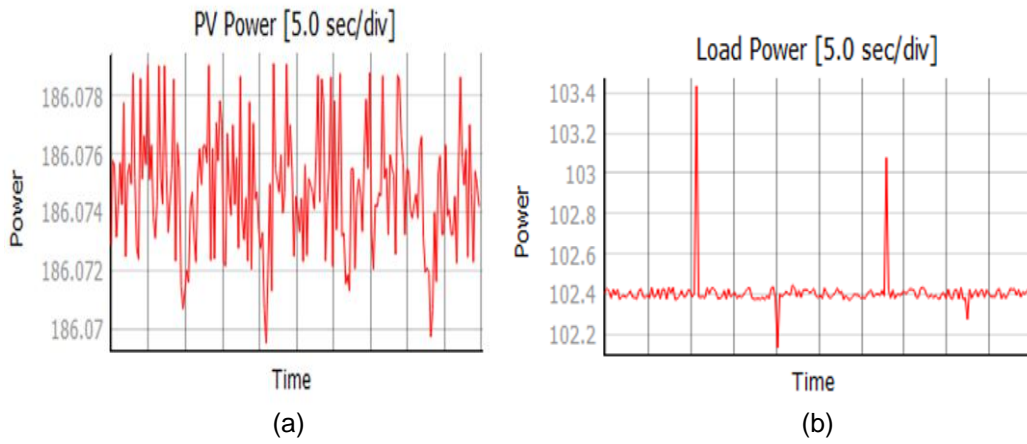 PV Power [5.0 sec/div]
186.078
186.076
186.074
186.072
186.07
Power
Time
(a)
Load Power [5.0 sec/div]
103.4
103.2
103
102.8
102.6
102.4
102.2
Power
Time
(b)